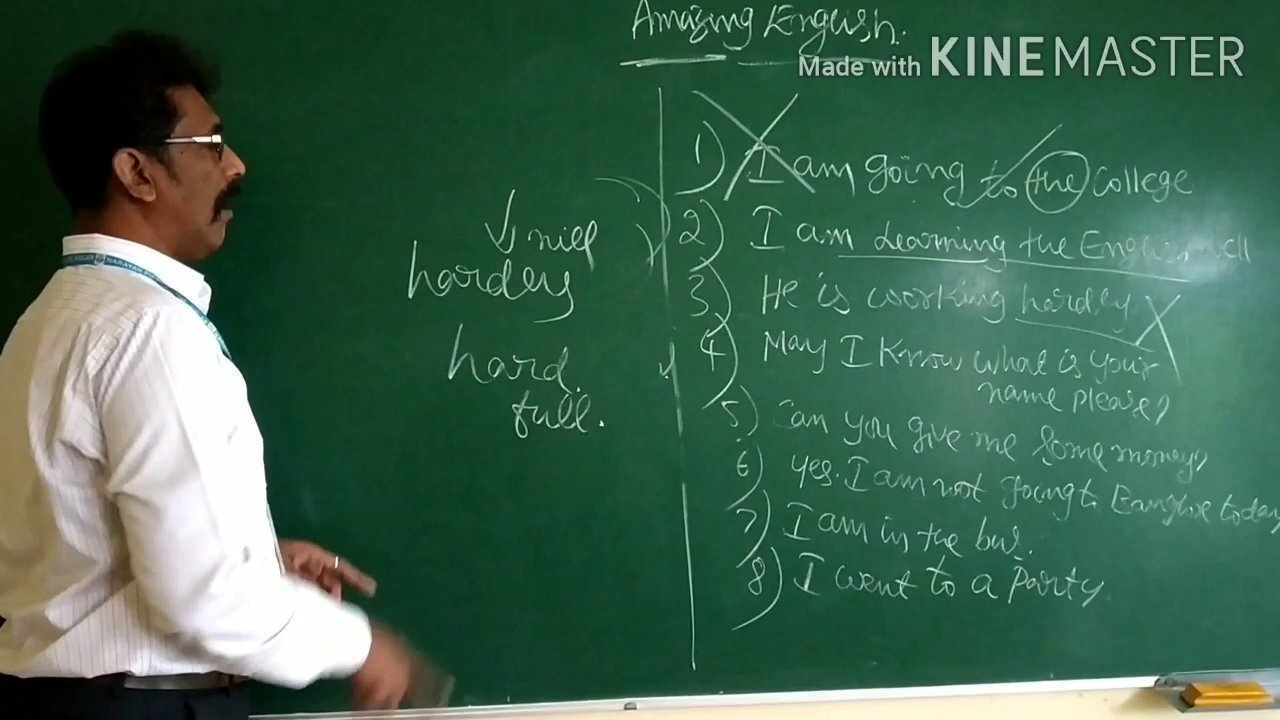 Amazing English.
Made with KINEMASTER
1) I am going to the College
2) I am Learning the English well
3) He is working hardly
4) May I Know what is your
name please?
5) Can you give me some money?
6) yes. I am not going to today
7) I am in the bus.
8) I went to a Party.
nill
hardly
hard.
full.
NARAYAN